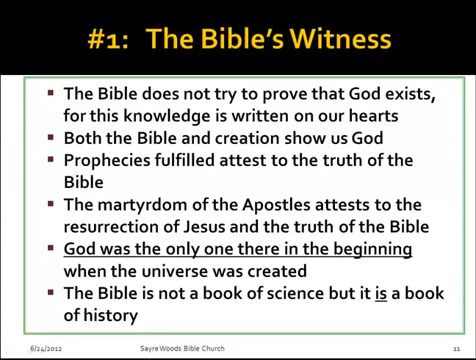 #1: The Bible's Witness
▪ The Bible does not try to prove that God exists,
for this knowledge is written on our hearts
▪ Both the Bible and creation show us God
▪ Prophecies fulfilled attest to the truth of the
Bible
▪ The martyrdom of the Apostles attests to the
resurrection of Jesus and the truth of the Bible
▪ God was the only one there in the beginning
when the universe was created
▪ The Bible is not a book of science but it is a book
of history
6/24/2012 Sayre Woods Bible Church 11